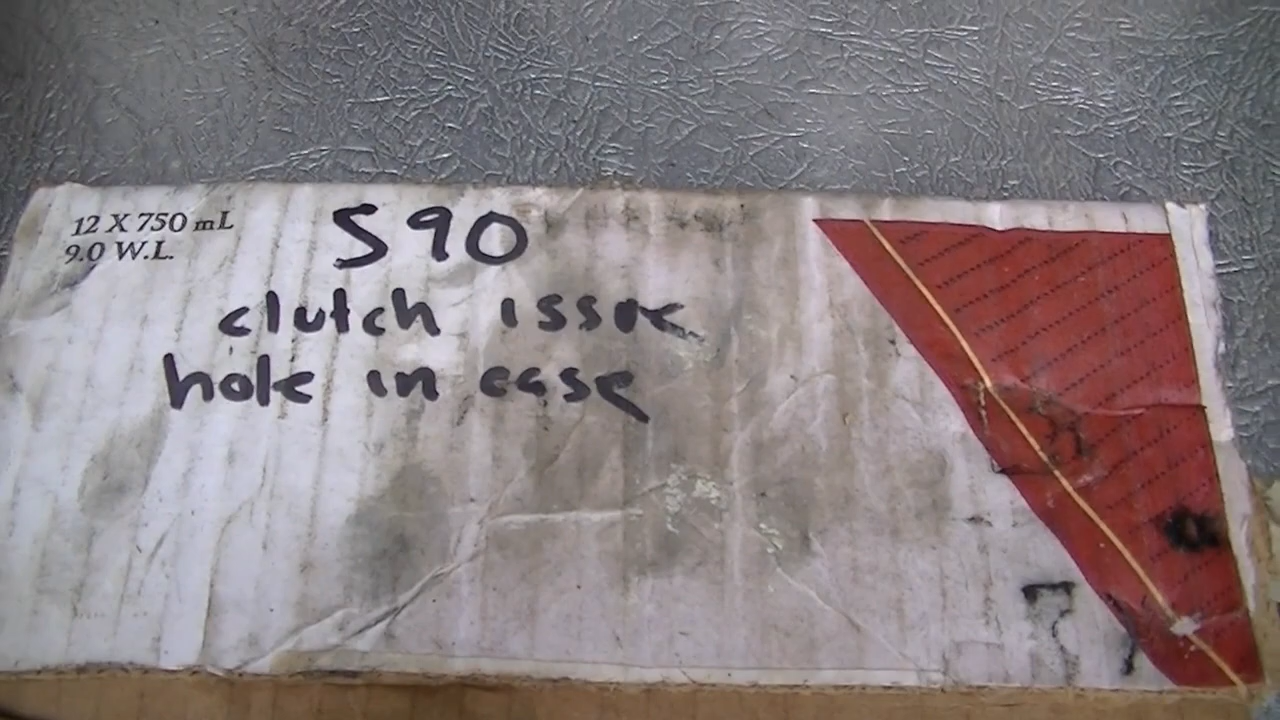 12 X 750 mL
9.0 W.L.
S90
clutch issue
hole in case